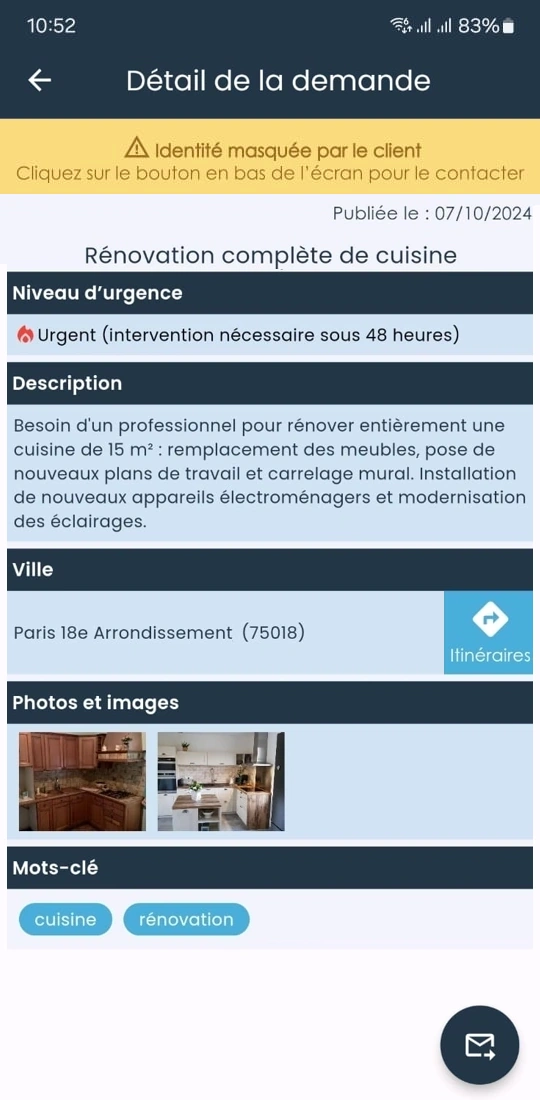 10:52
83%
Détail de la demande
Identité masquée par le client
Cliquez sur le bouton en bas de l’écran pour le contacter
Publiée le : 07/10/2024
Rénovation complète de cuisine
Niveau d’urgence
Urgent (intervention nécessaire sous 48 heures)
Description
Besoin d'un professionnel pour rénover entièrement une
cuisine de 15 m² : remplacement des meubles, pose de
nouveaux plans de travail et carrelage mural. Installation
de nouveaux appareils électroménagers et modernisation
des éclairages.
Ville
Paris 18e Arrondissement (75018)
Itinéraires
Photos et images
Mots-clé
cuisine
rénovation